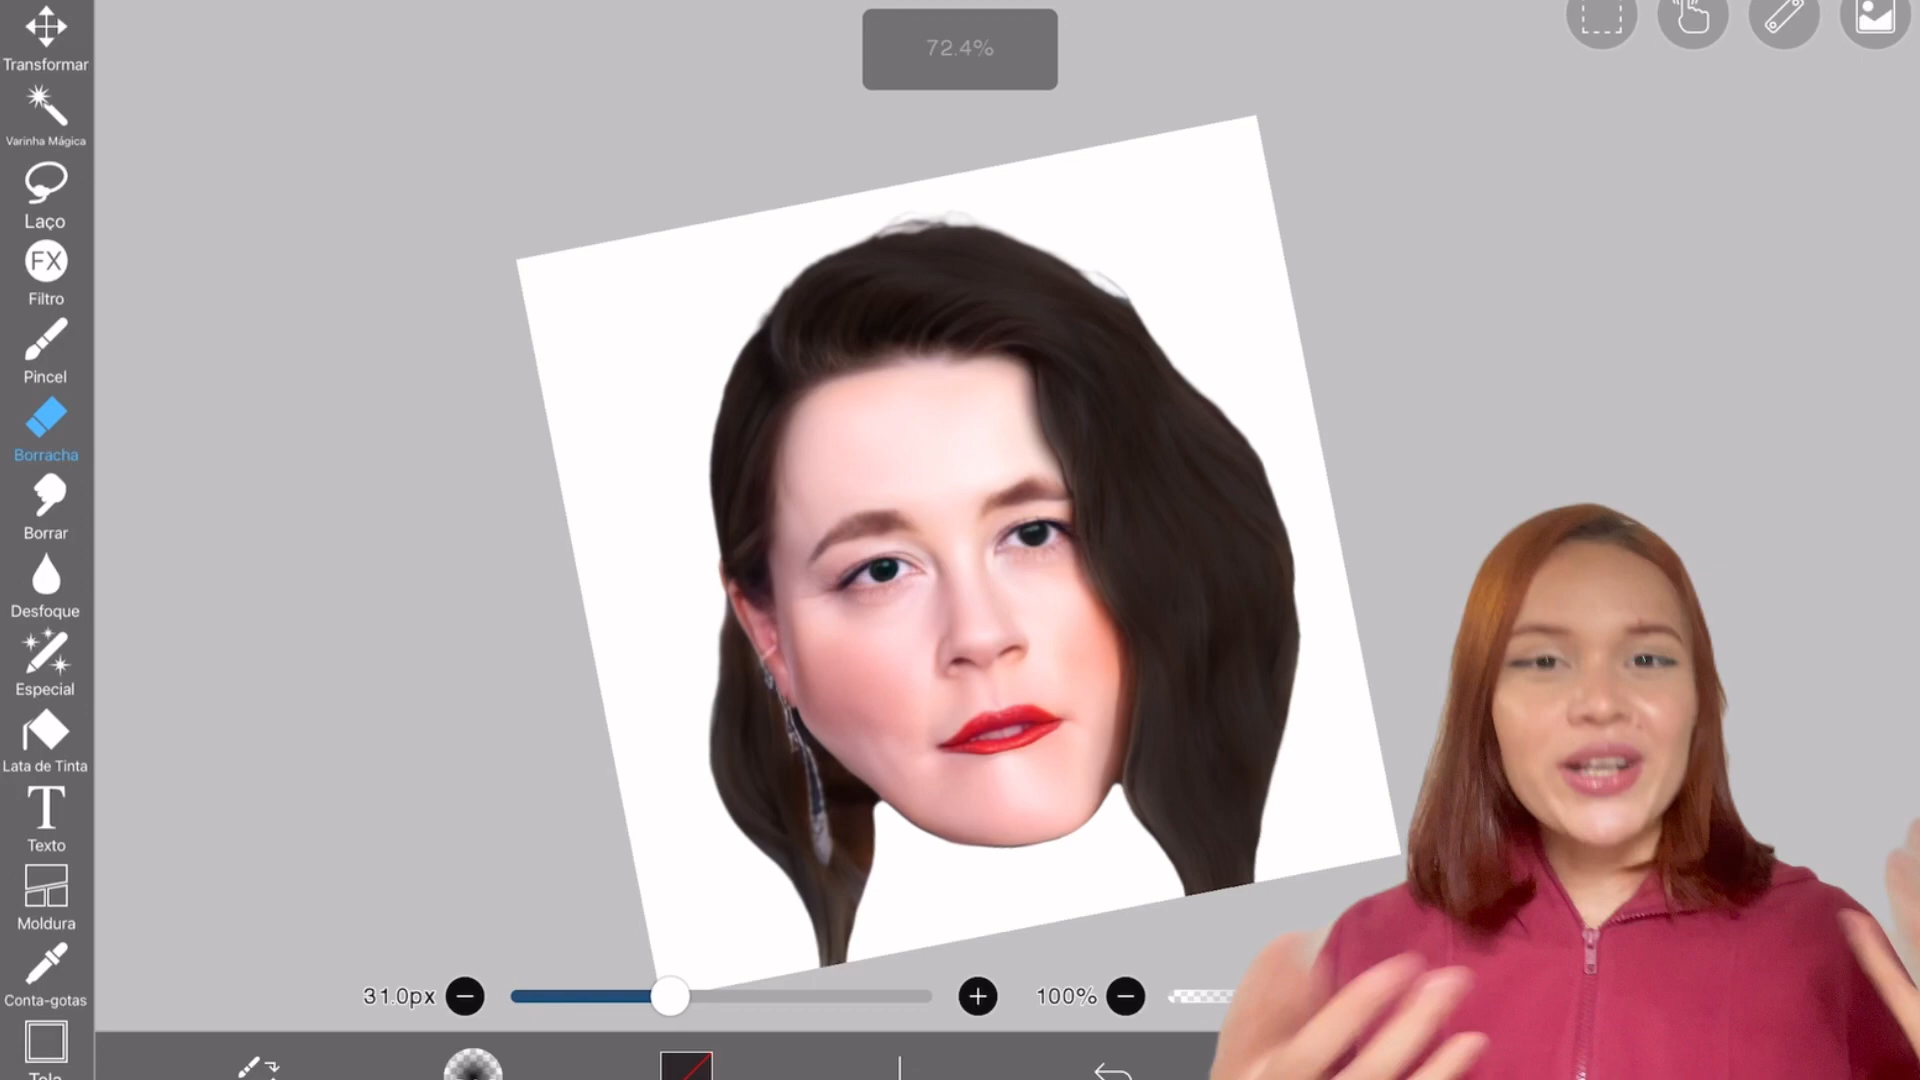 72.4%
Transformar
Varinha Mágica
Laço
FX
Filtro
Pincel
Borracha
Borrar
Desfoque
Especial
Lata de Tinta
T
Texto
Moldura
Conta-gotas
Tela
31.0px
100%